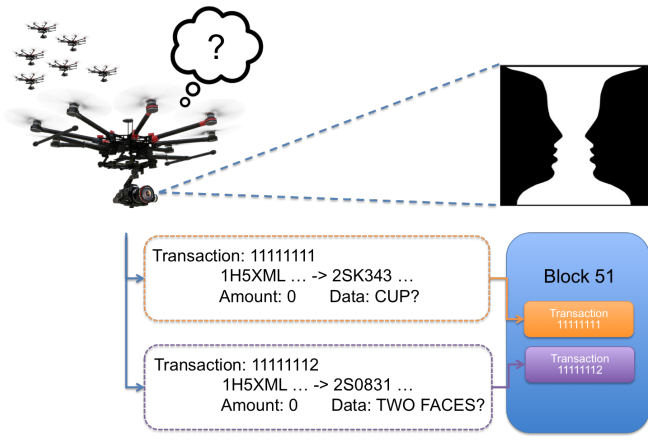 ?
Transaction: 11111111
1H5XML ... -> 2SK343 ...
Amount: 0 Data: CUP?
Transaction: 11111112
1H5XML ... -> 2S0831 ...
Amount: 0 Data: TWO FACES?
Block 51
Transaction
11111111
Transaction
11111112